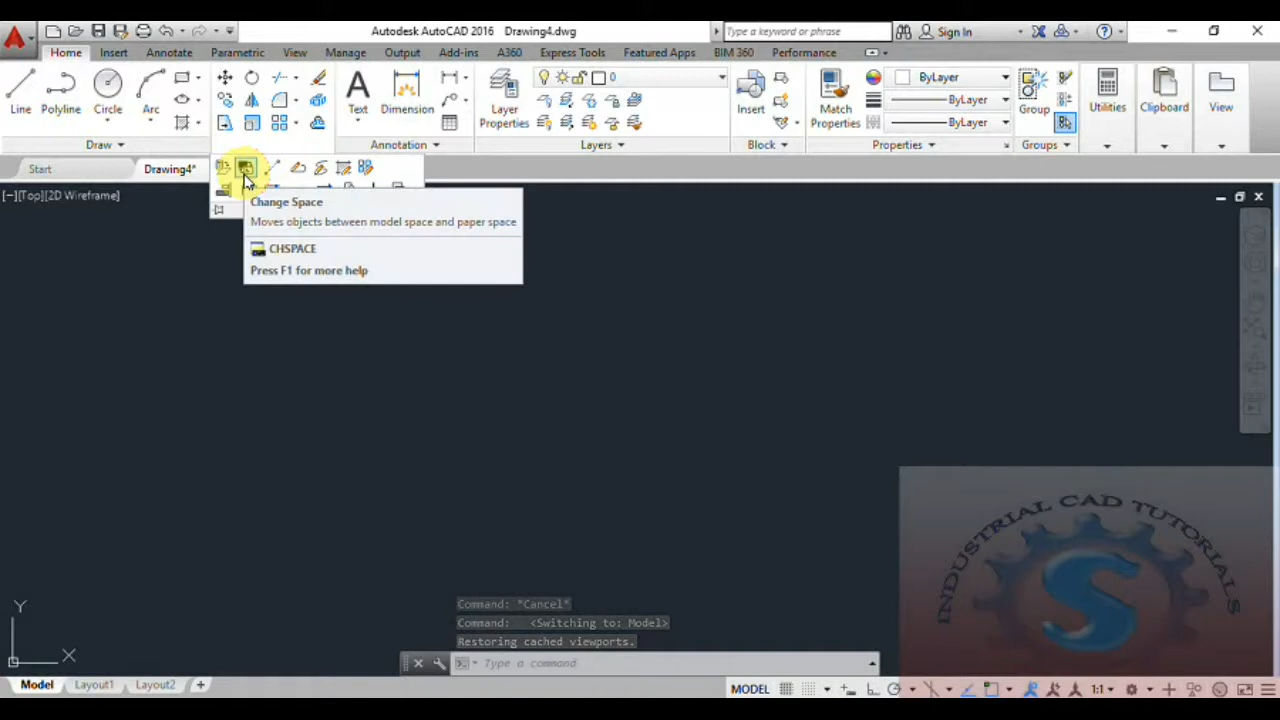 Autodesk AutoCAD 2016 Drawing4.dwg
Type a keyword or phrase
Sign In
Home Insert Annotate Parametric View Manage Output Add-ins A360 Express Tools Featured Apps BIM 360 Performance
Line Polyline Circle Arc
Text Dimension
Layer Properties
0
Insert
Match Properties
ByLayer
ByLayer
ByLayer
Group
Utilities Clipboard View
Draw Annotation Layers Block Properties Groups
Start Drawing4*
[−][Top][2D Wireframe]
Change Space
Moves objects between model space and paper space
CHSPACE
Press F1 for more help
INDUSTRIAL CAD TUTORIALS
S
Y
X
Command: *Cancel*
Command: <Switching to: Model>
Restoring cached viewports.
Type a command
Model Layout1 Layout2 +
MODEL 1:1